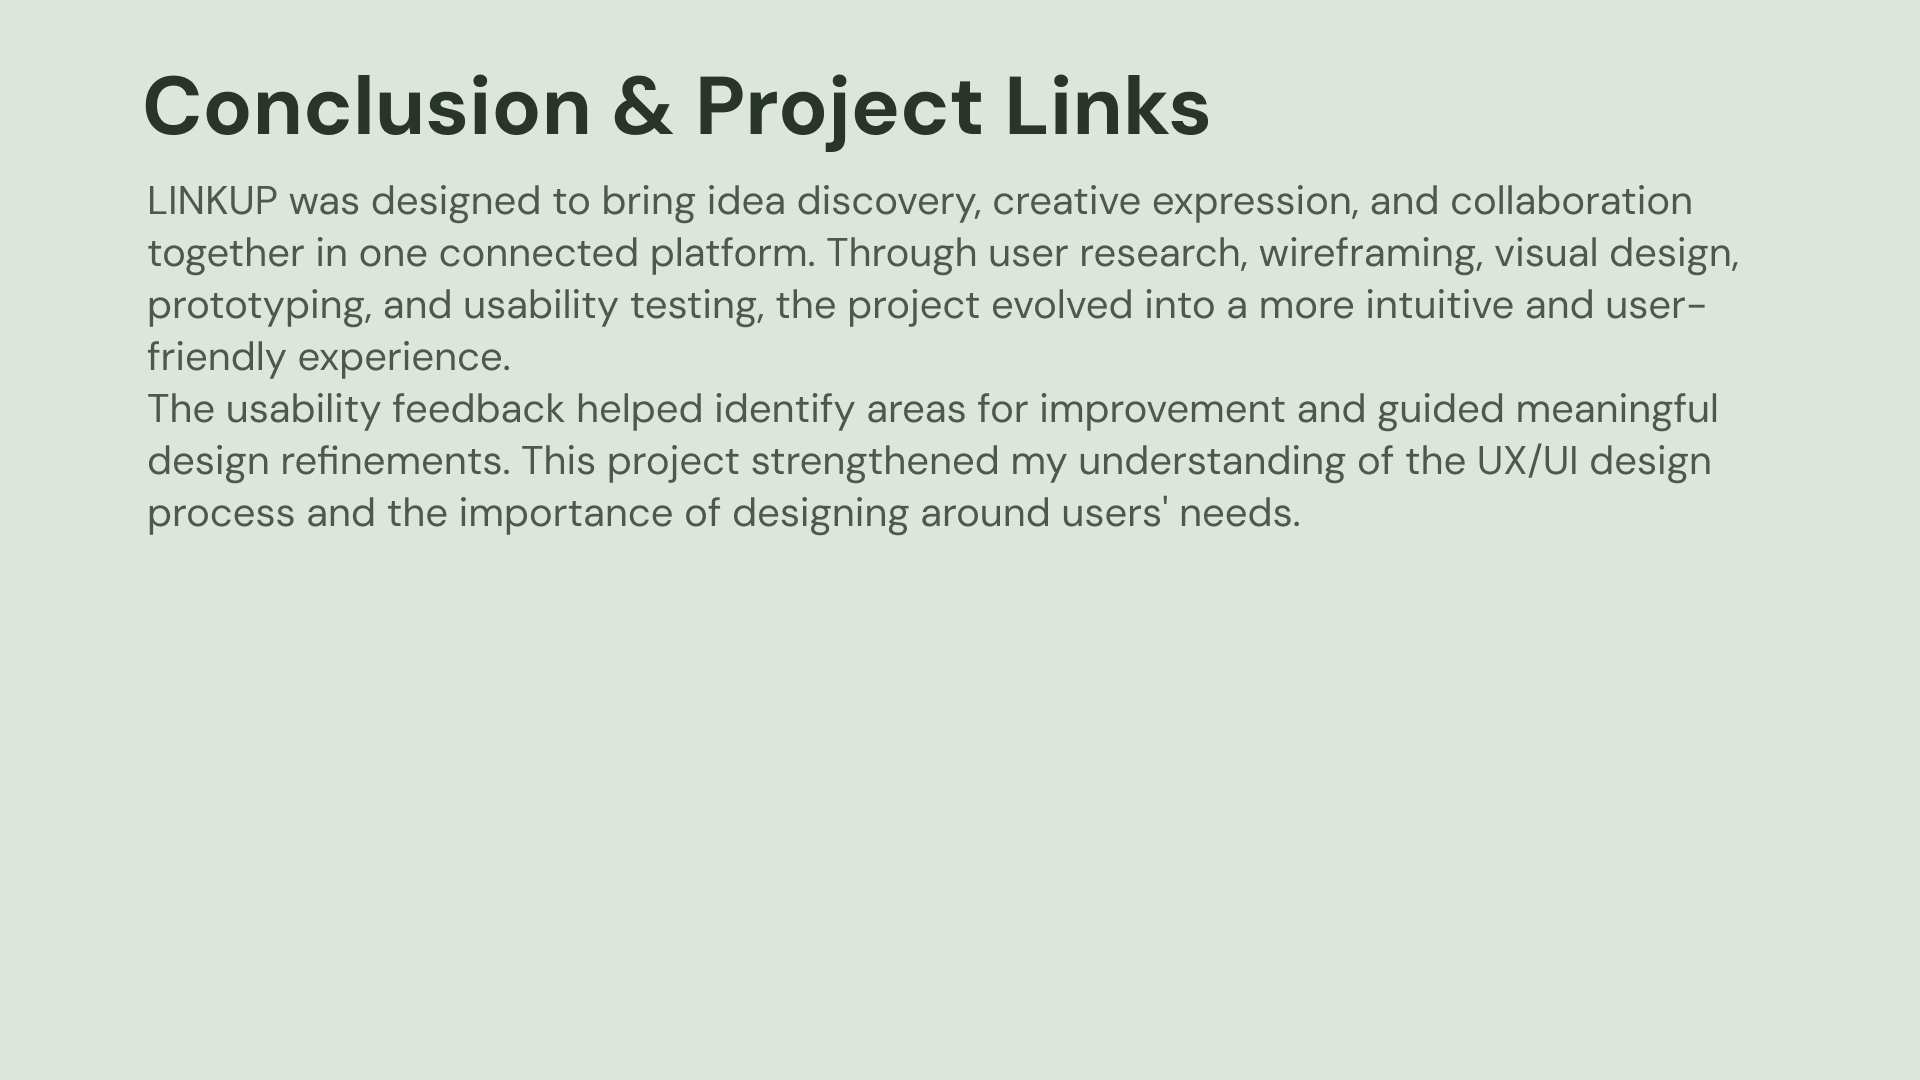 Conclusion & Project Links
LINKUP was designed to bring idea discovery, creative expression, and collaboration
together in one connected platform. Through user research, wireframing, visual design,
prototyping, and usability testing, the project evolved into a more intuitive and user-
friendly experience.
The usability feedback helped identify areas for improvement and guided meaningful
design refinements. This project strengthened my understanding of the UX/UI design
process and the importance of designing around users' needs.